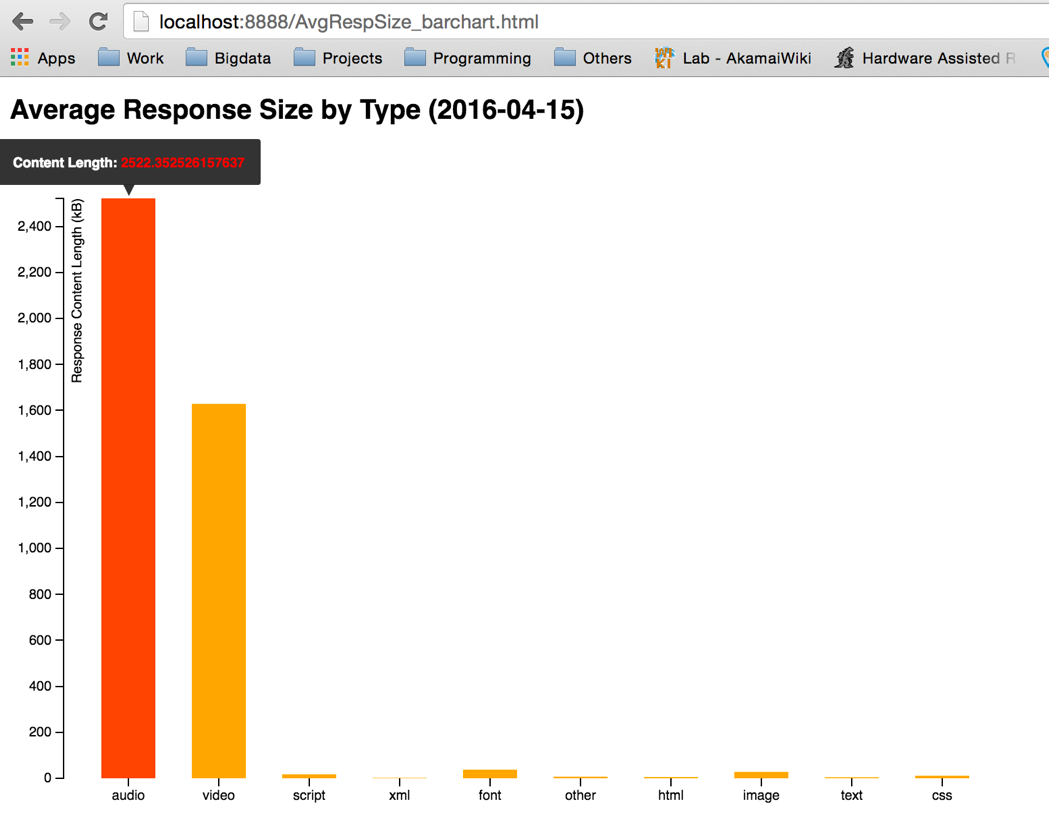 localhost:8888/AvgRespSize_barchart.html
Apps Work Bigdata Projects Programming Others Lab - AkamaiWiki Hardware Assisted
Average Response Size by Type (2016-04-15)
Content Length: 2522.352526157637
Response Content Length (kB)
2,400
2,200
2,000
1,800
1,600
1,400
1,200
1,000
800
600
400
200
0
audio video script xml font other html image text css